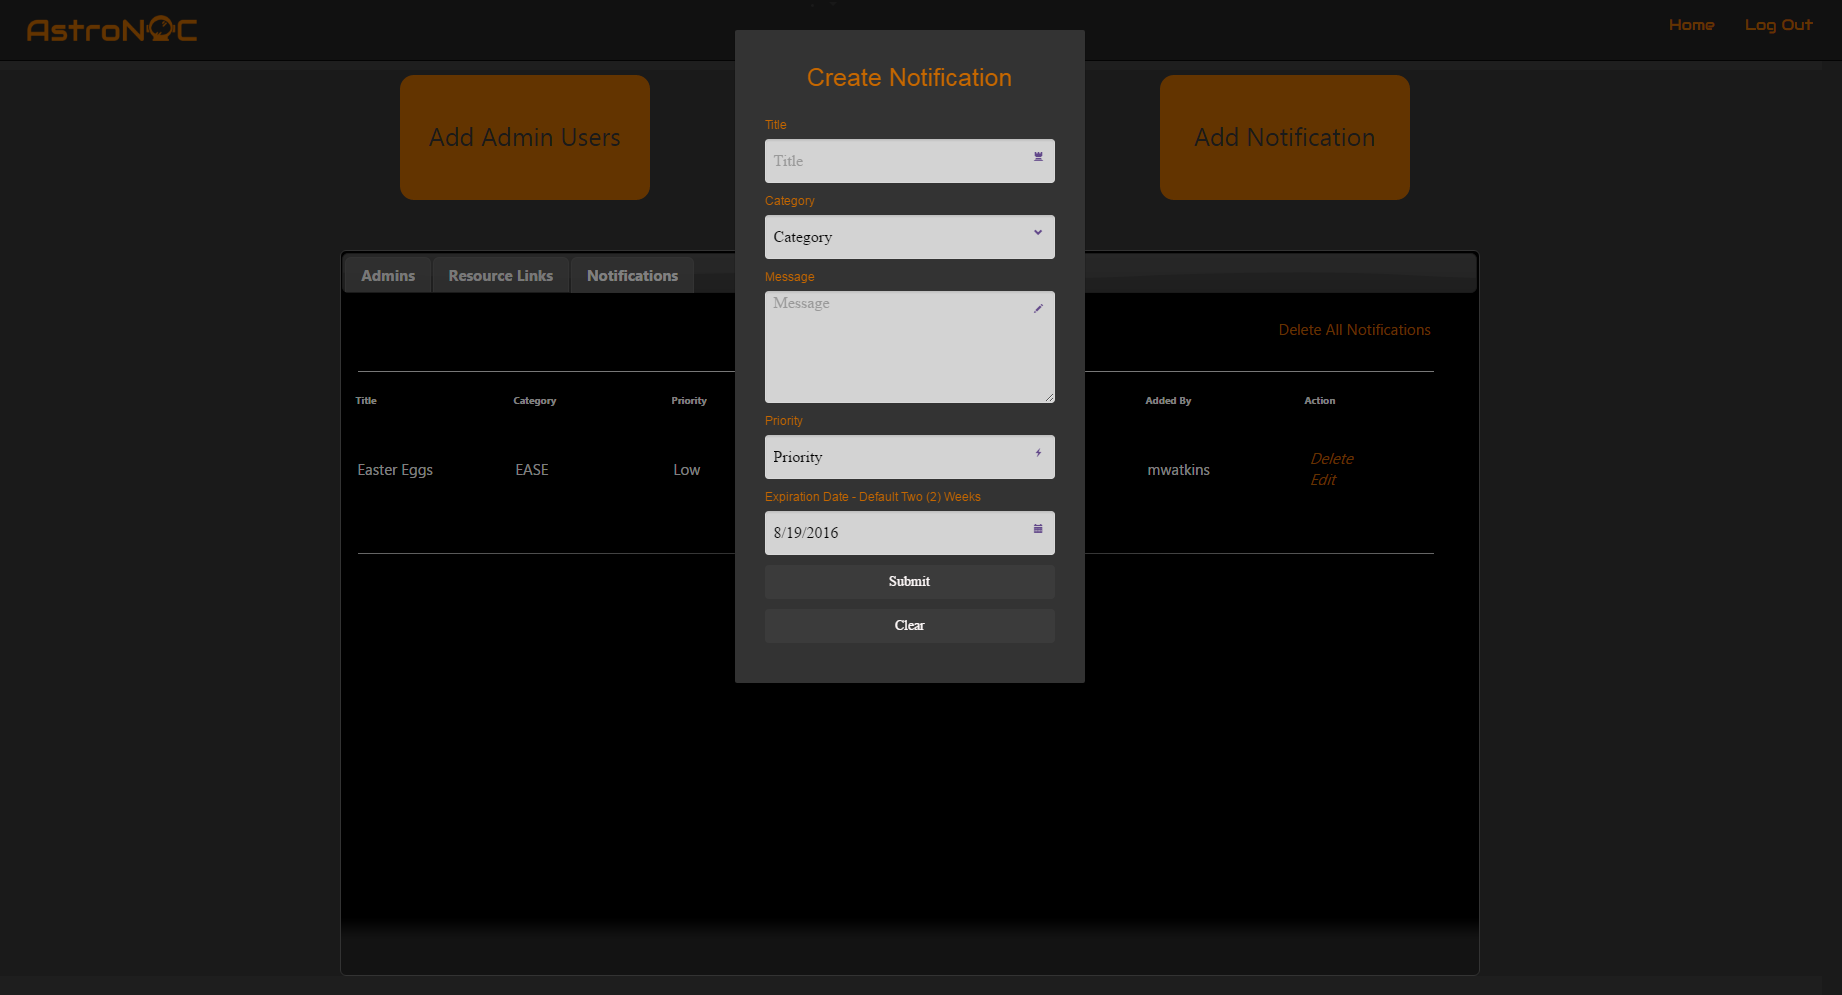 AstroNOC
Home
Log Out
Add Admin Users
Add Notification
Create Notification
Title
Title
Category
Category
Message
Message
Priority
Priority
Expiration Date - Default Two (2) Weeks
8/19/2016
Submit
Clear
Admins
Resource Links
Notifications
Delete All Notifications
Title
Category
Priority
Added By
Action
Easter Eggs
EASE
Low
mwatkins
Delete
Edit